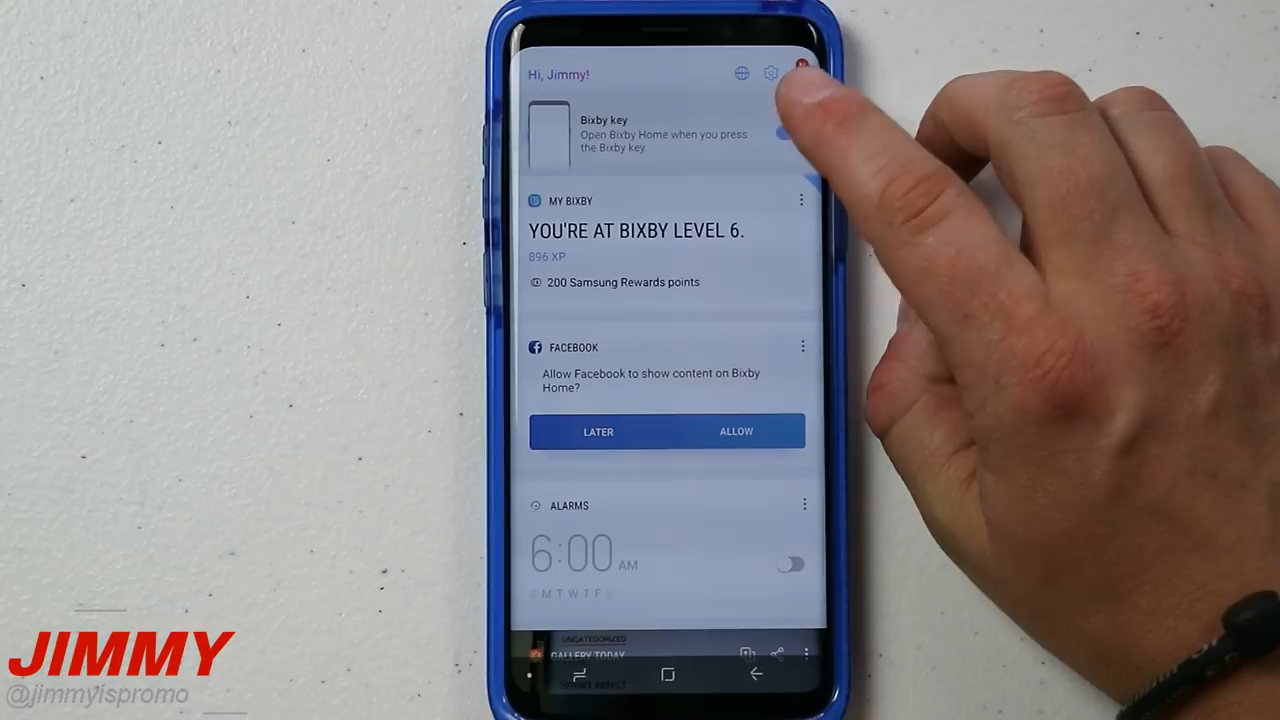 Hi, Jimmy!
Bixby key
Open Bixby Home when you press
the Bixby key.
MY BIXBY
YOU'RE AT BIXBY LEVEL 6.
896 XP
200 Samsung Rewards points
FACEBOOK
Allow Facebook to show content on Bixby
Home?
LATER
ALLOW
ALARMS
6:00 AM
S M T W T F S
UNCATEGORIZED
GALLERY TODAY
Smart select
JIMMY
@jimmyispromo